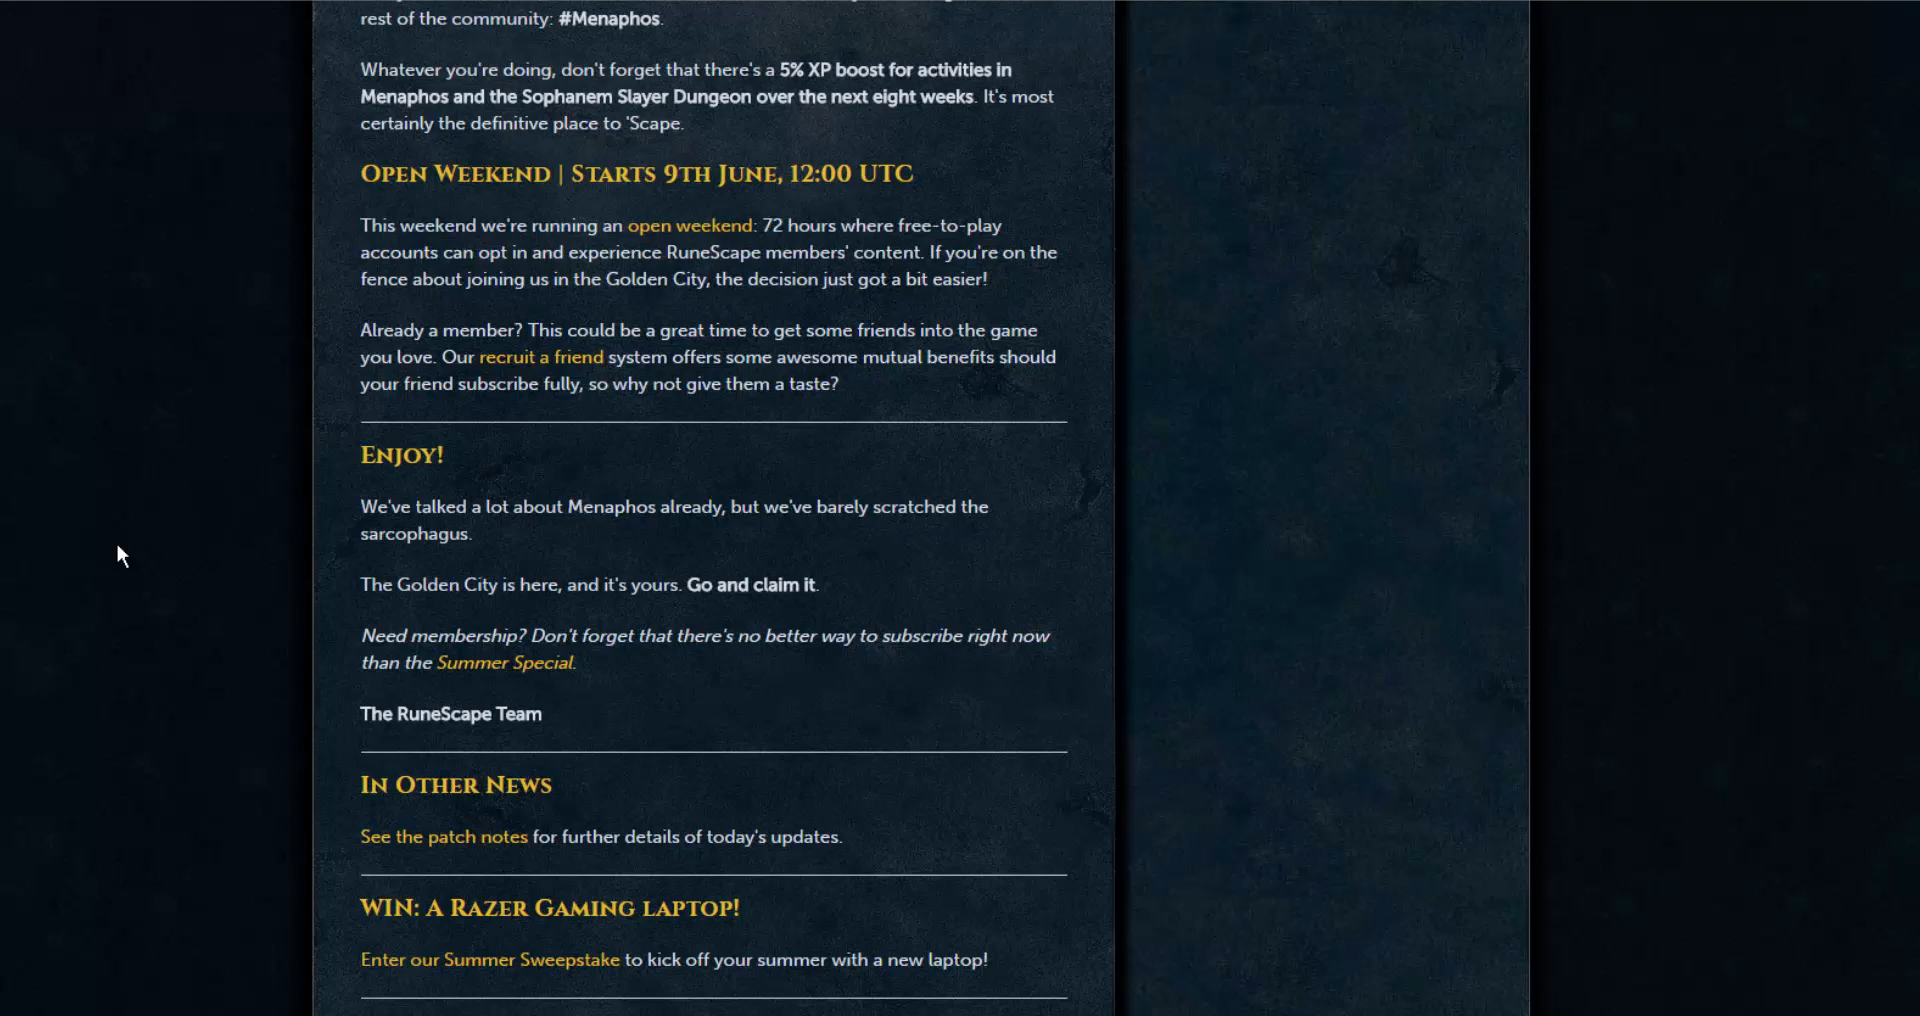 rest of the community: #Menaphos.
Whatever you're doing, don't forget that there's a 5% XP boost for activities in
Menaphos and the Sophanem Slayer Dungeon over the next eight weeks. It's most
certainly the definitive place to 'Scape.
Open Weekend | Starts 9th June, 12:00 UTC
This weekend we're running an open weekend: 72 hours where free-to-play
accounts can opt in and experience RuneScape members' content. If you're on the
fence about joining us in the Golden City, the decision just got a bit easier!
Already a member? This could be a great time to get some friends into the game
you love. Our recruit a friend system offers some awesome mutual benefits should
your friend subscribe fully, so why not give them a taste?
Enjoy!
We've talked a lot about Menaphos already, but we've barely scratched the
sarcophagus.
The Golden City is here, and it's yours. Go and claim it.
Need membership? Don't forget that there's no better way to subscribe right now
than the Summer Special.
The RuneScape Team
In Other News
See the patch notes for further details of today's updates.
WIN: A Razer Gaming laptop!
Enter our Summer Sweepstake to kick off your summer with a new laptop!